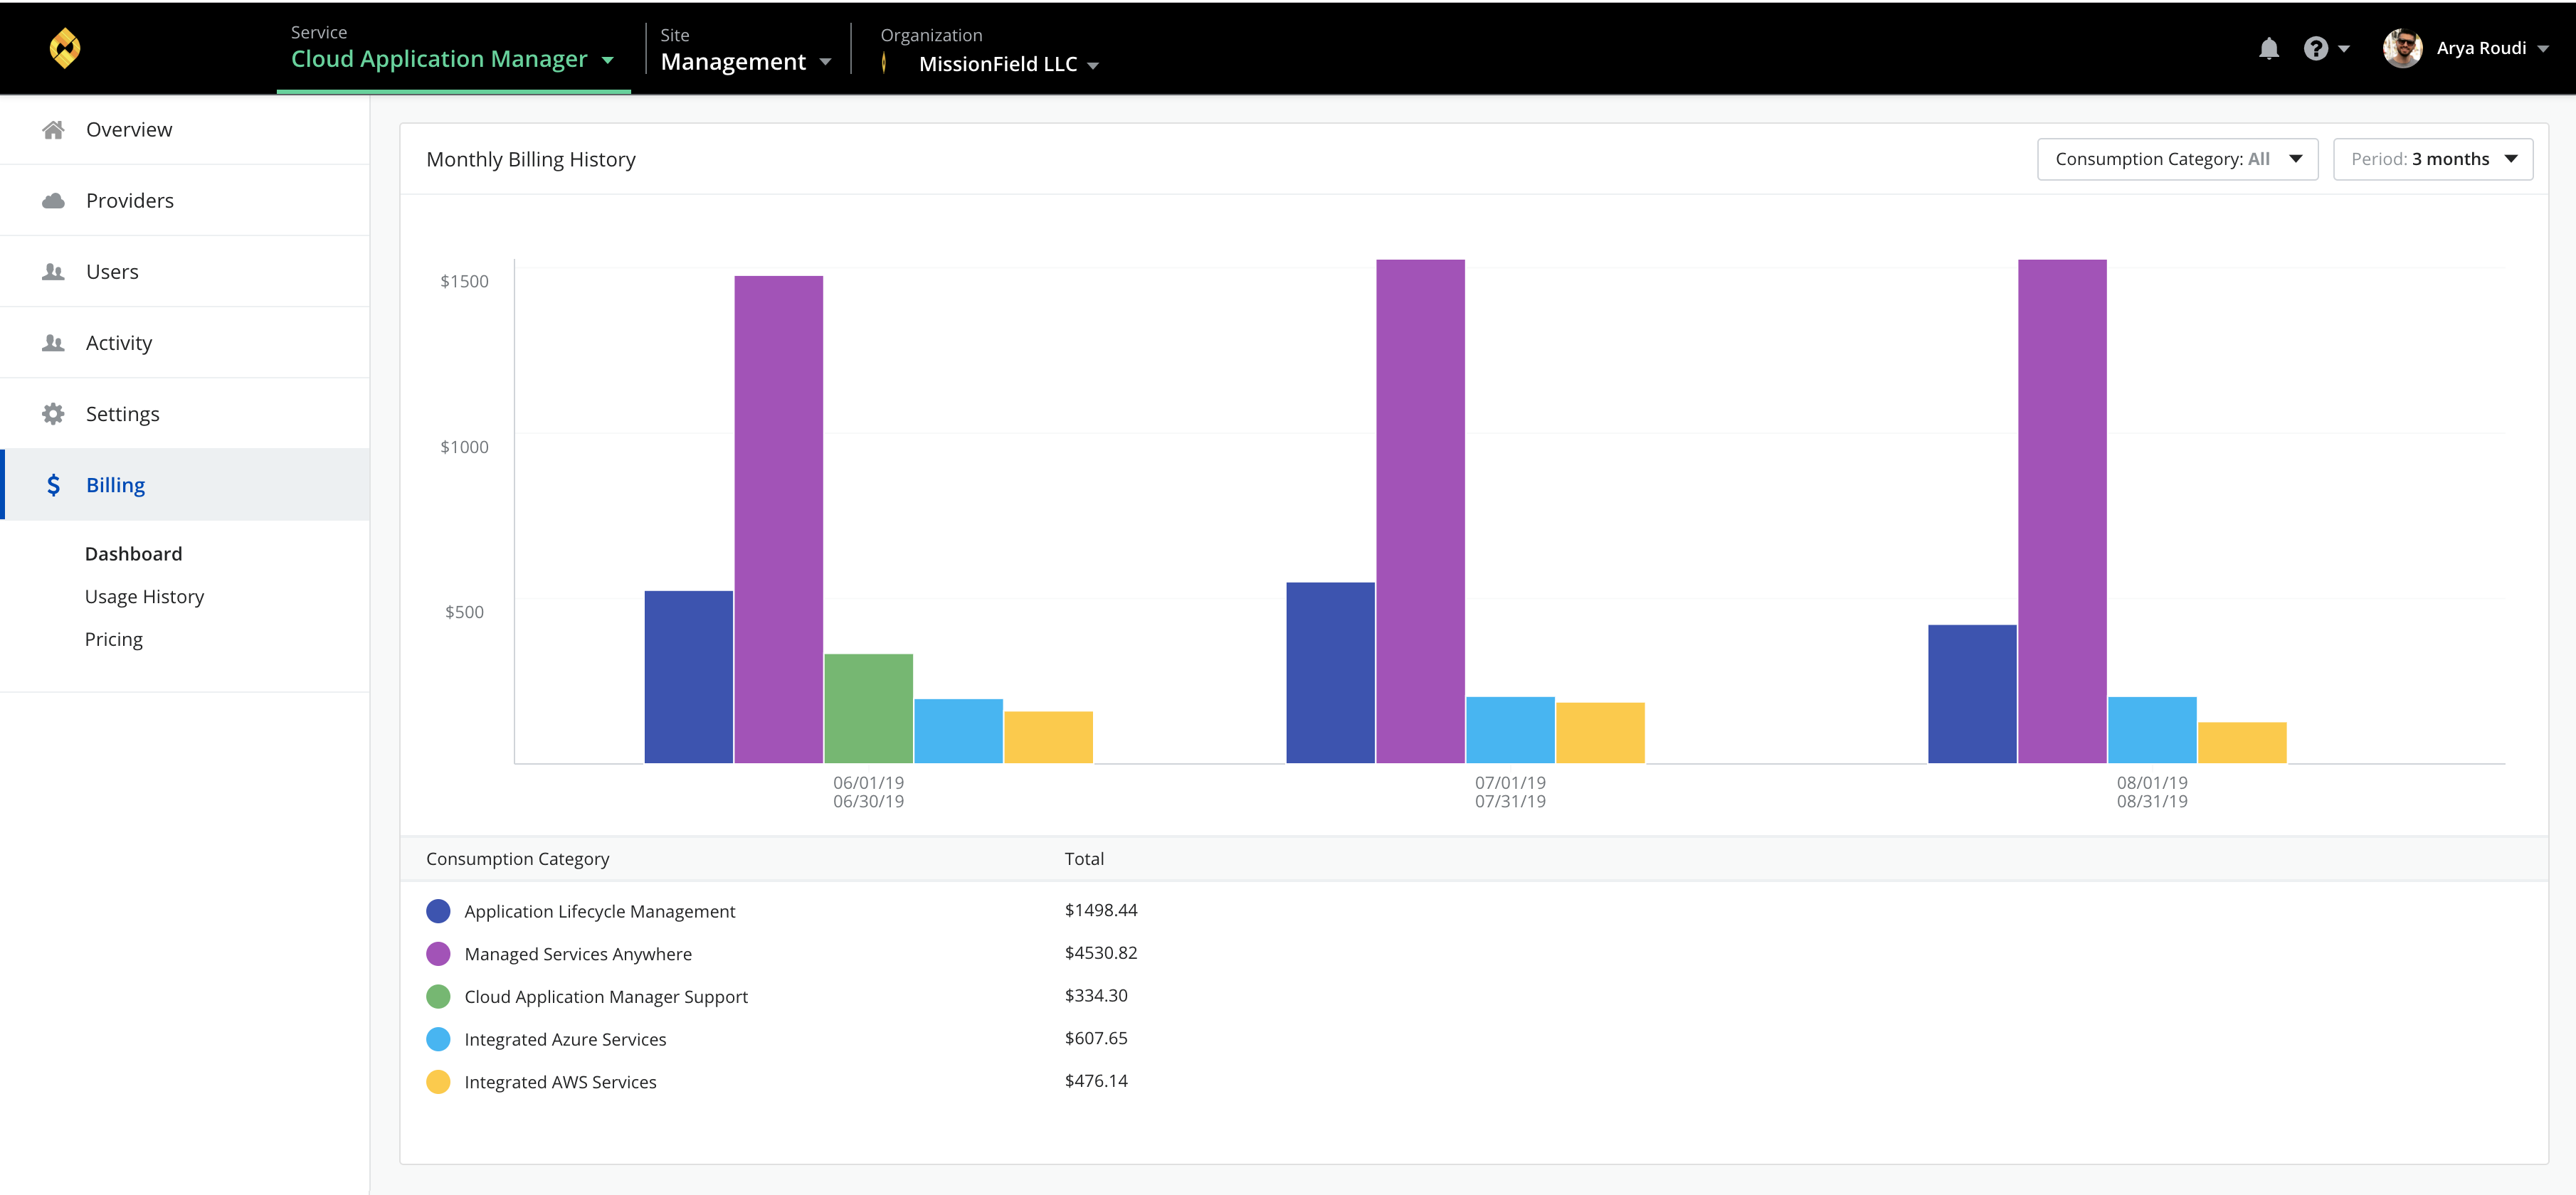 Service
Cloud Application Manager
Site
Management
Organization
MissionField LLC
Arya Roudi
Overview
Providers
Users
Activity
Settings
$ Billing
Dashboard
Usage History
Pricing
Monthly Billing History
Consumption Category: All
Period: 3 months
$1500
$1000
$500
06/01/19
06/30/19
07/01/19
07/31/19
08/01/19
08/31/19
Consumption Category Total
Application Lifecycle Management $1498.44
Managed Services Anywhere $4530.82
Cloud Application Manager Support $334.30
Integrated Azure Services $607.65
Integrated AWS Services $476.14